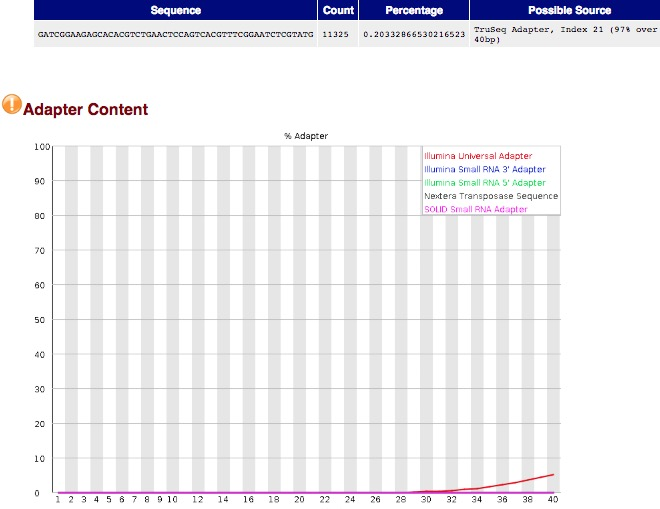 Sequence Count Percentage Possible Source
GATCGGAAGAGCACACGTCTGAACTCCAGTCACGTTTCGGAATCTCGTATG 11325 0.20332866530216523 TruSeq Adapter, Index 21 (97% over
40bp)
Adapter Content
% Adapter
Illumina Universal Adapter
Illumina Small RNA 3' Adapter
Illumina Small RNA 5' Adapter
Nextera Transposase Sequence
SOLID Small RNA Adapter
100
90
80
70
60
50
40
30
20
10
0
1 2 3 4 5 6 7 8 9 10 12 14 16 18 20 22 24 26 28 30 32 34 36 38 40